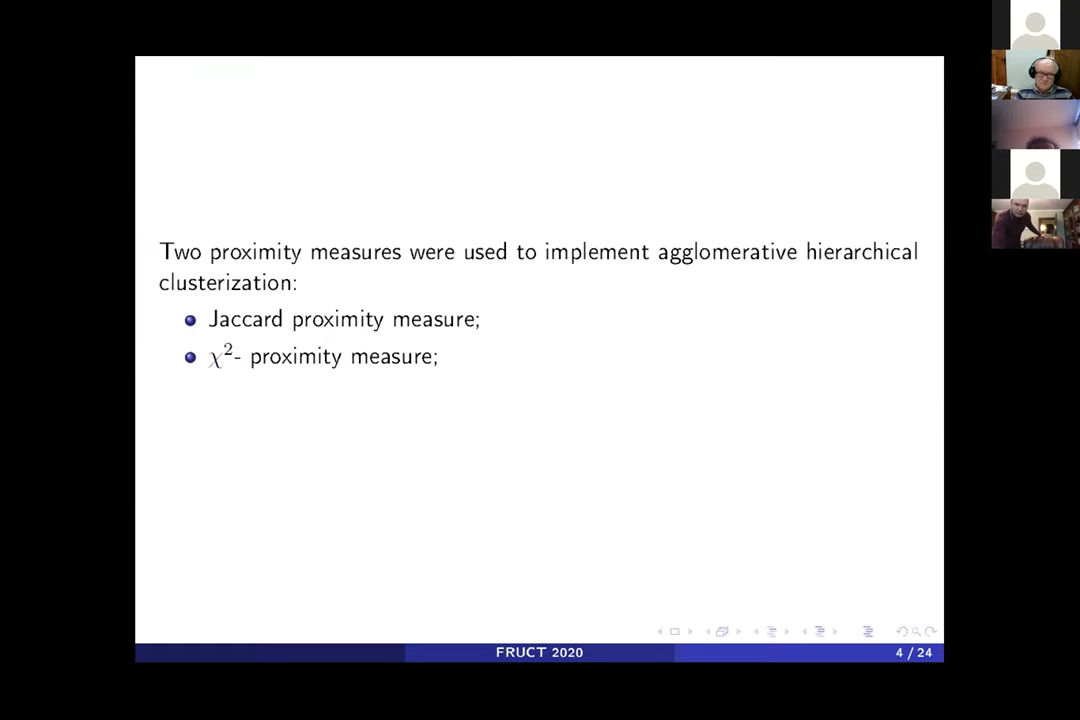 Two proximity measures were used to implement agglomerative hierarchical
clusterization:
Jaccard proximity measure;
χ²- proximity measure;
FRUCT 2020
4 / 24